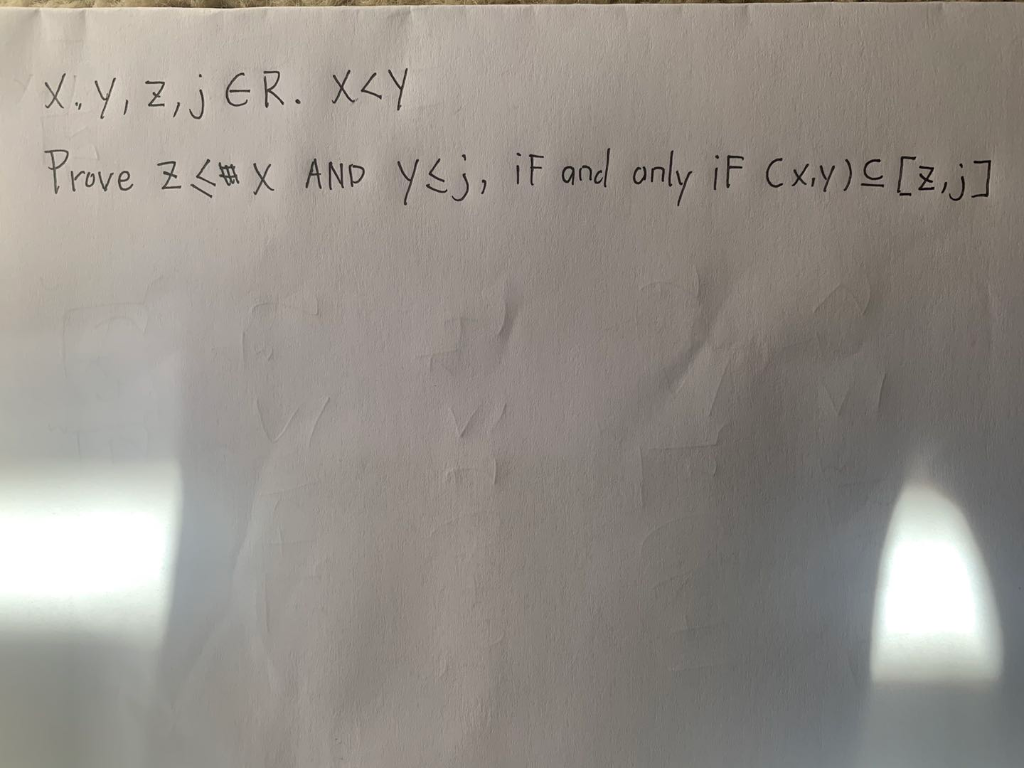 X, Y, Z, j ∈ R. X<Y
Prove Z ≤ X AND Y ≤ j, iF and only iF (X,Y) ⊆ [Z,j]